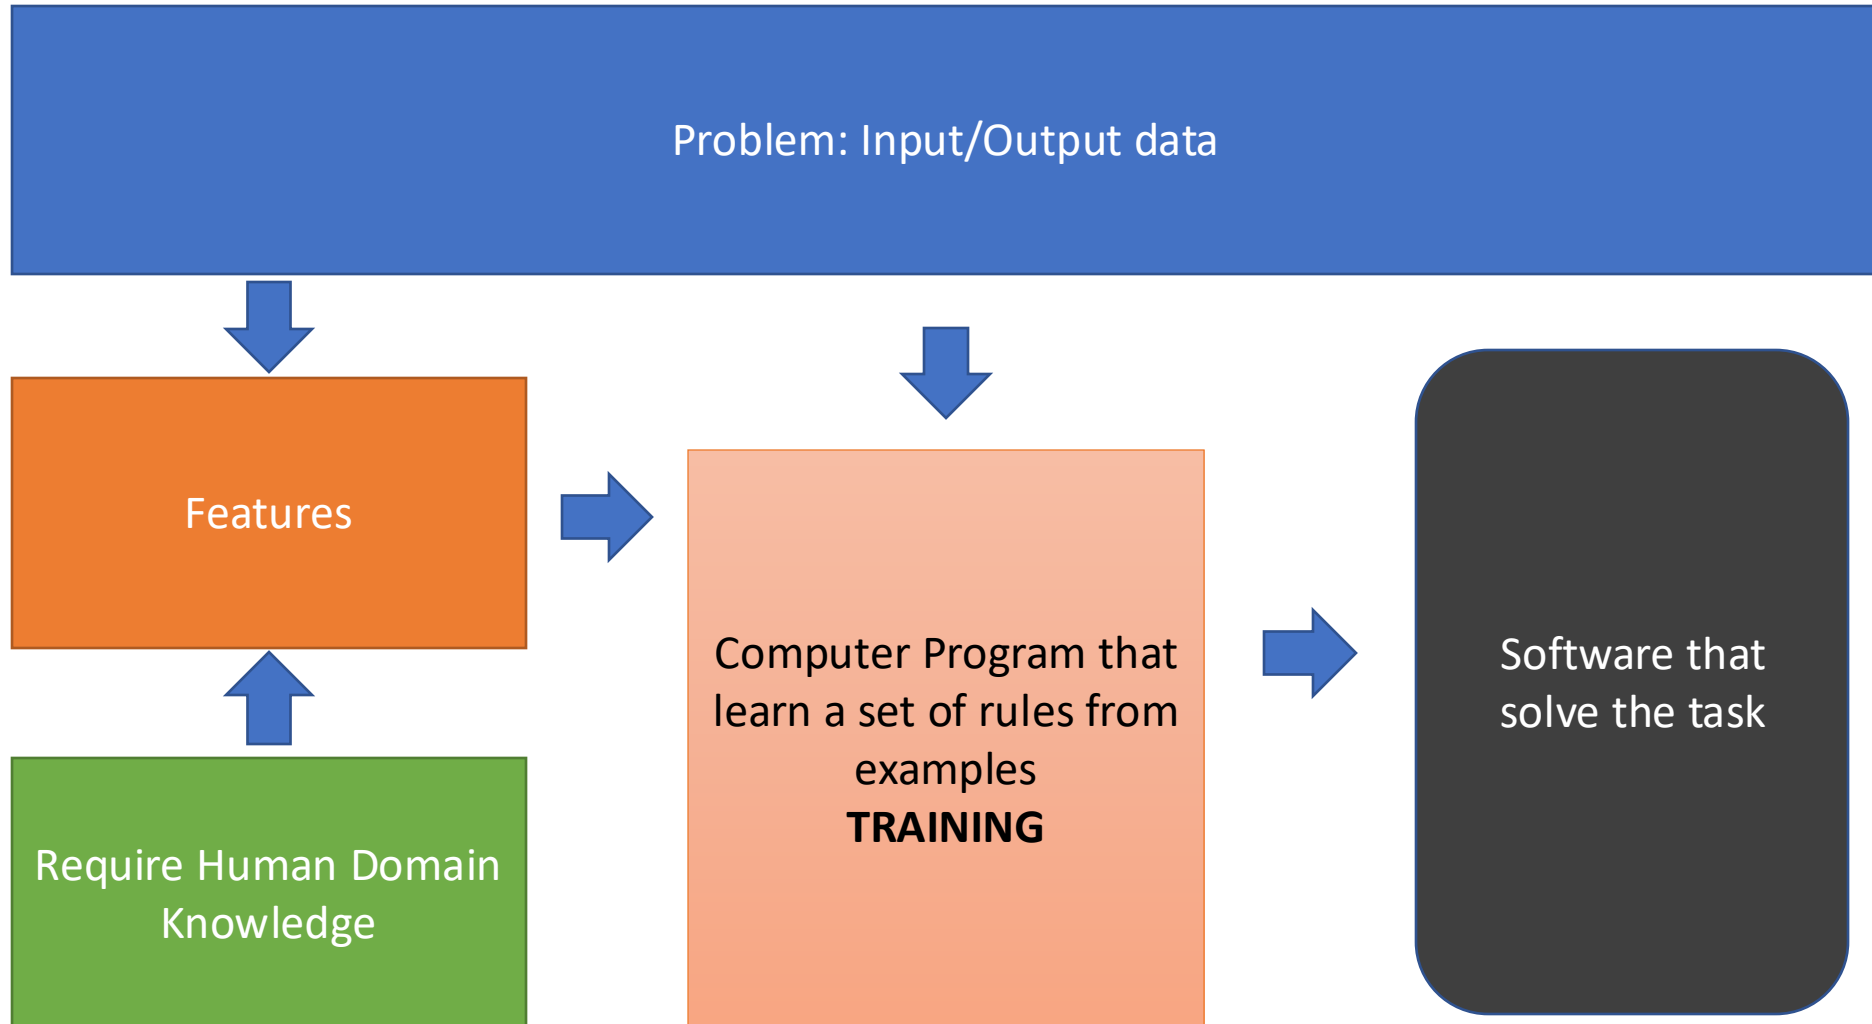 Problem: Input/Output data
Features
Require Human Domain
Knowledge
Computer Program that
learn a set of rules from
examples
TRAINING
Software that
solve the task